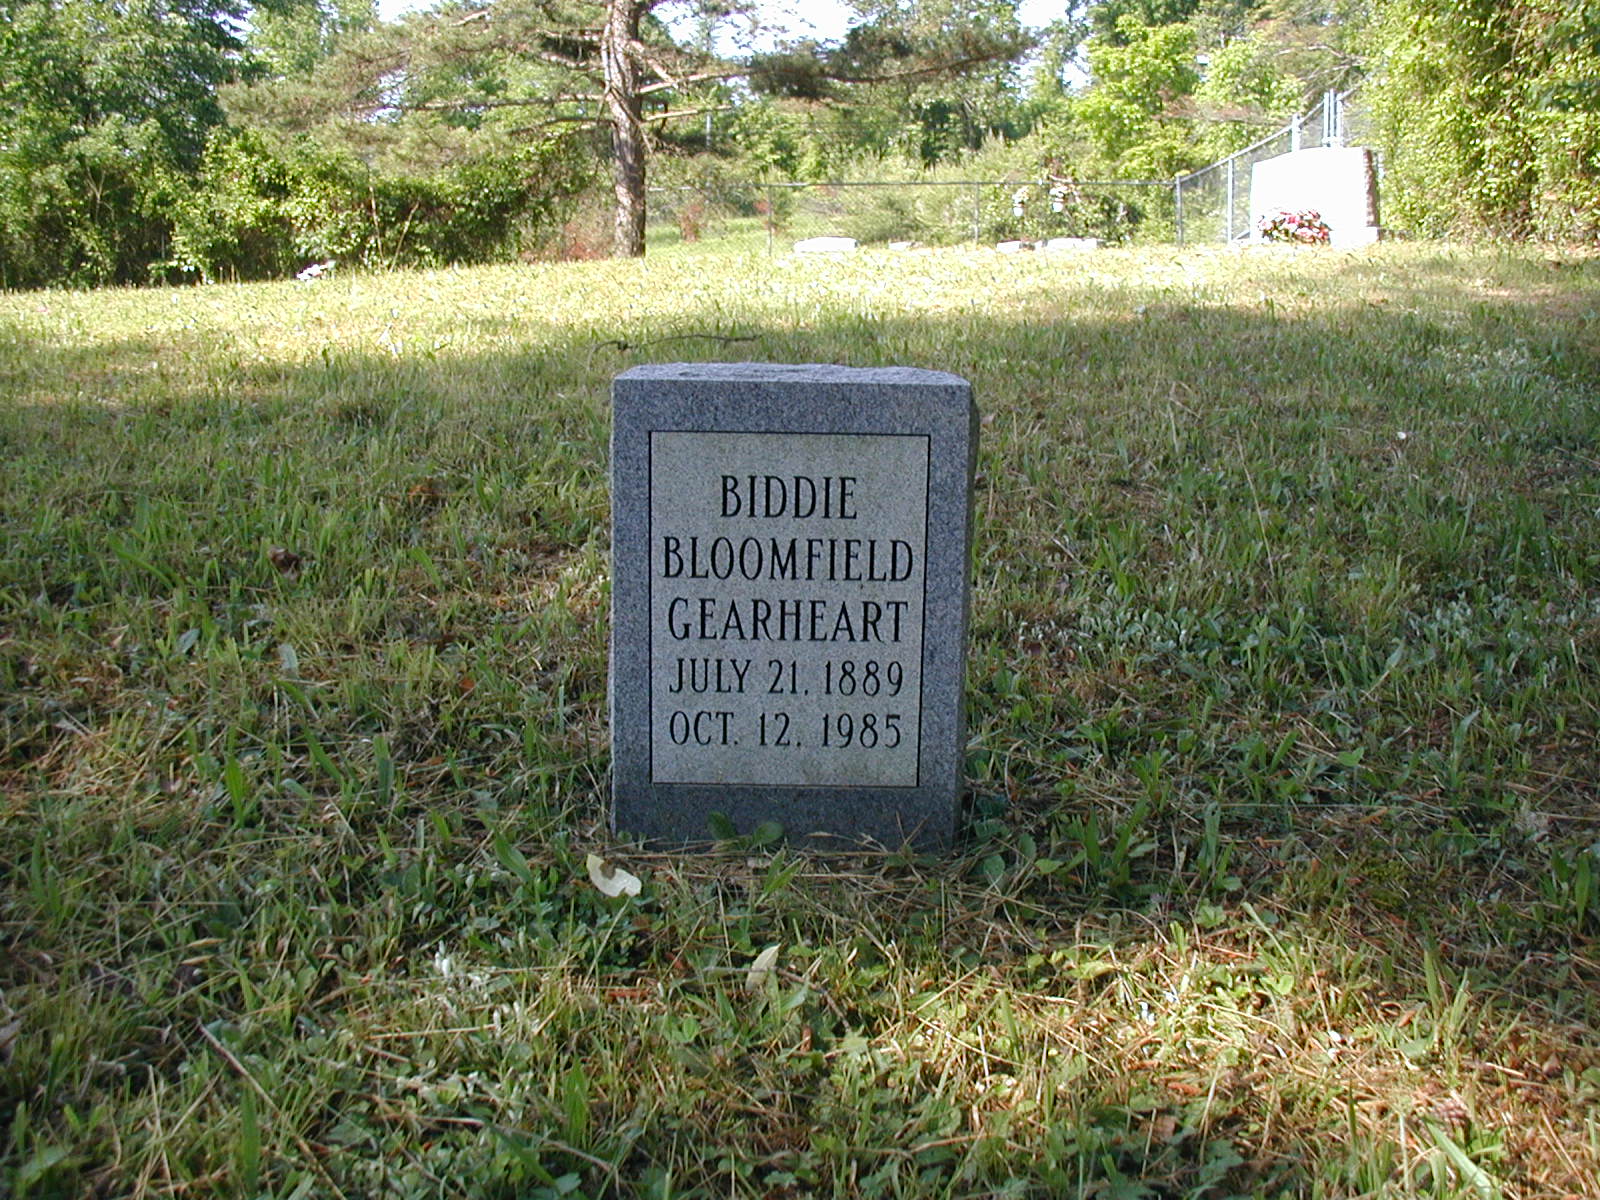 BIDDIE
BLOOMFIELD
GEARHEART
JULY 21, 1889
OCT. 12, 1985